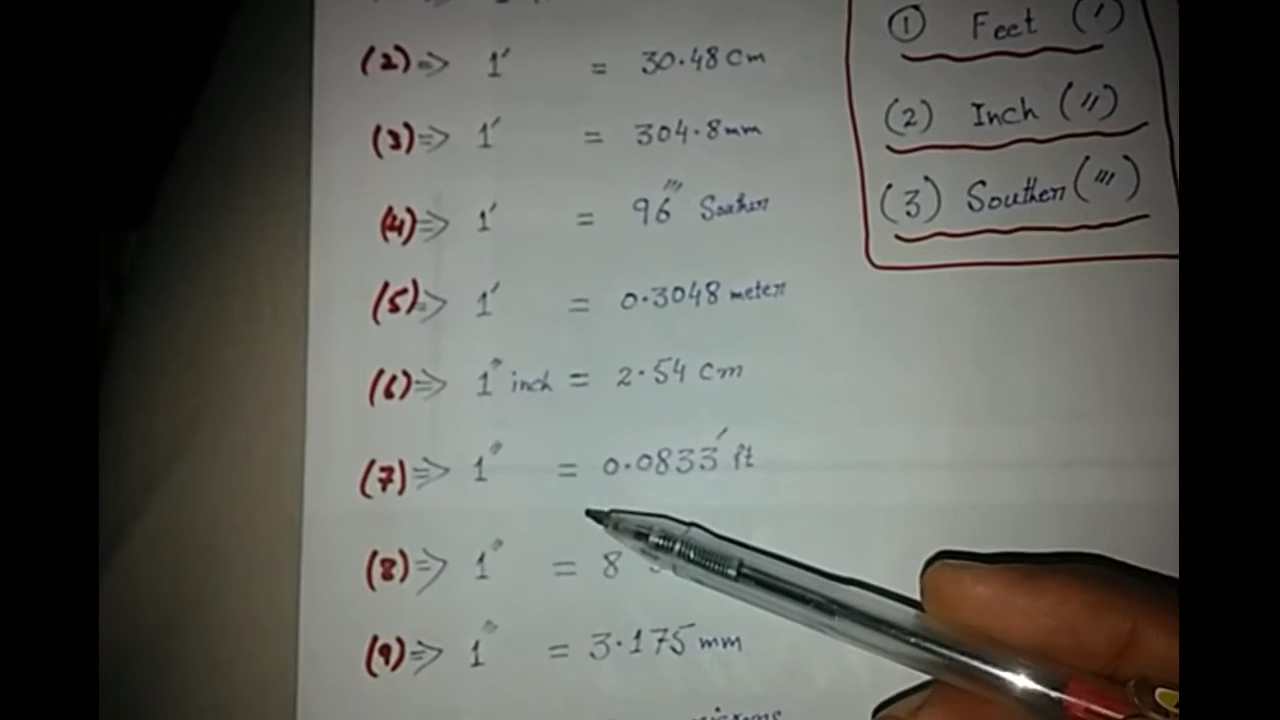 (2) ⇒ 1' = 30.48 cm
(3) ⇒ 1' = 304.8 mm
(4) ⇒ 1' = 96''' Souther
(5) ⇒ 1' = 0.3048 meter
(6) ⇒ 1" inch = 2.54 cm
(7) ⇒ 1" = 0.0833' ft
(8) ⇒ 1" = 8
(9) ⇒ 1" = 3.175 mm
① Feet (')
(2) Inch (")
(3) Souther (''')